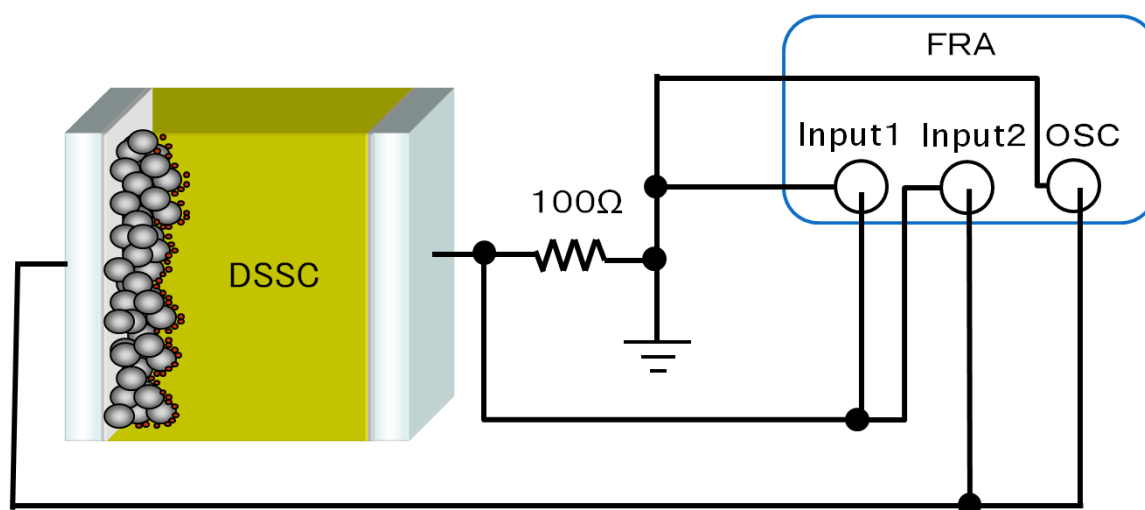 FRA
Input1
Input2
OSC
100Ω
DSSC